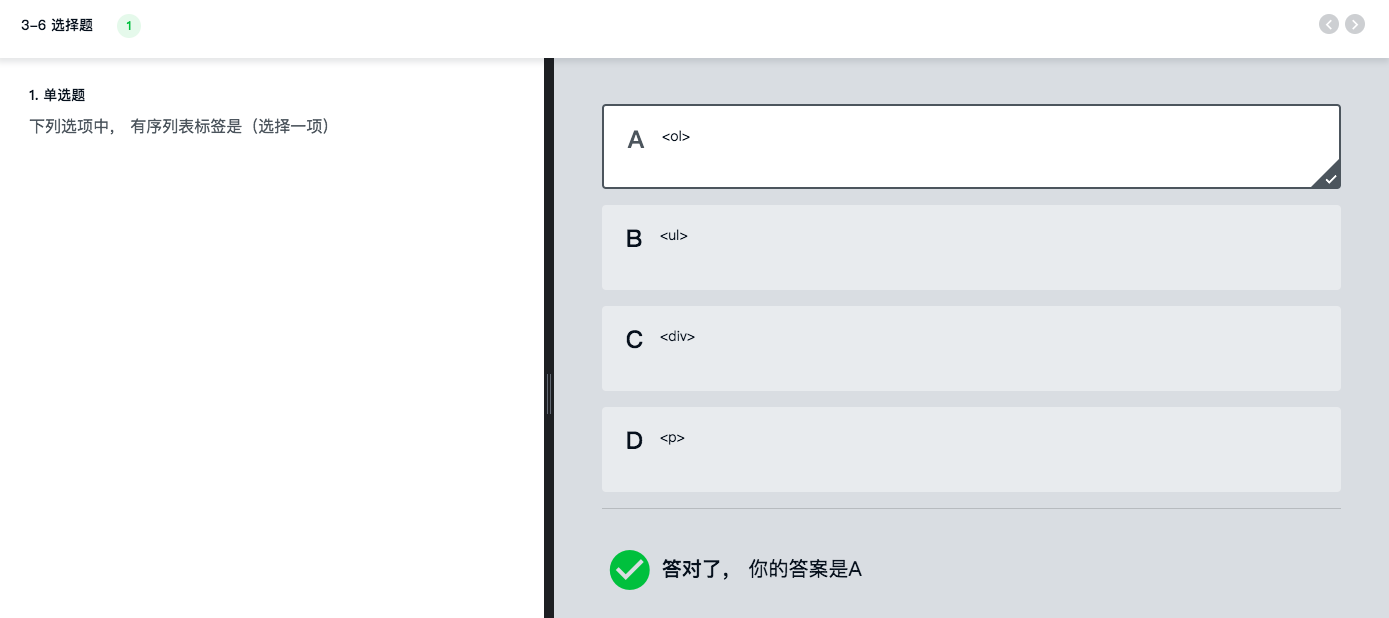 3-6 选择题 1
1. 单选题
下列选项中， 有序列表标签是（选择一项）
A <ol>
B <ul>
C <div>
D <p>
答对了， 你的答案是A